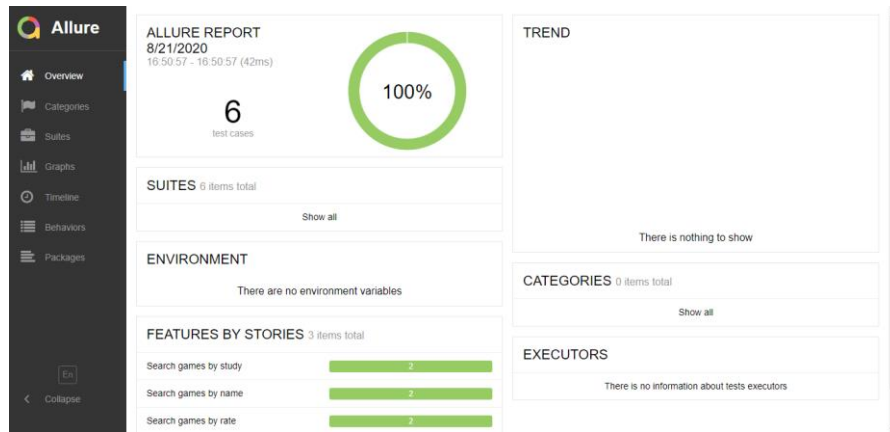 Allure
Overview
Categories
Suites
Graphs
Timeline
Behaviors
Packages
En
Collapse
ALLURE REPORT
8/21/2020
16:50:57 - 16:50:57 (42ms)
6
test cases
100%
SUITES 6 items total
Show all
ENVIRONMENT
There are no environment variables
FEATURES BY STORIES 3 items total
Search games by study 2
Search games by name 2
Search games by rate 2
TREND
There is nothing to show
CATEGORIES 0 items total
Show all
EXECUTORS
There is no information about tests executors